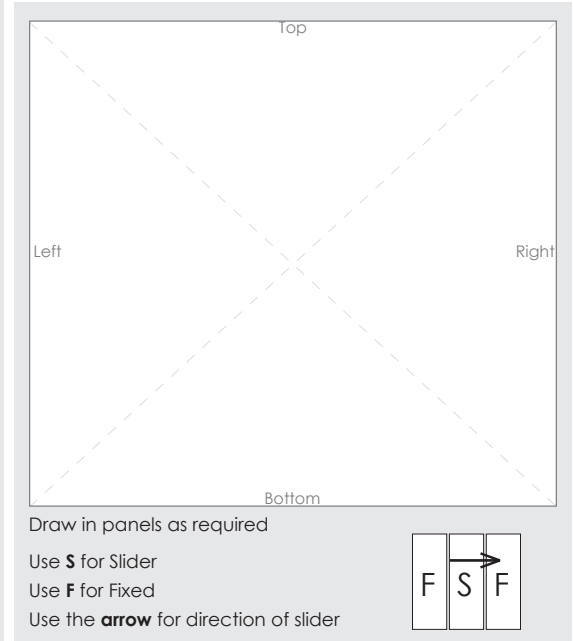 Top
Left Right
Bottom
Draw in panels as required
Use S for Slider
Use F for Fixed
Use the arrow for direction of slider
F S F